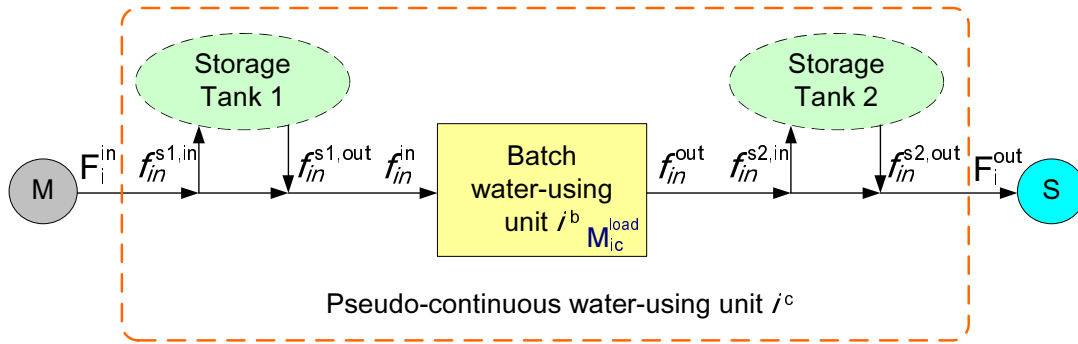 Storage
Tank 1
Storage
Tank 2
M
F_i^in
f_in^s1,in
f_in^s1,out
f_in^in
Batch
water-using
unit i^b
M_ic^load
f_in^out
f_in^s2,in
f_in^s2,out
F_i^out
S
Pseudo-continuous water-using unit i^c